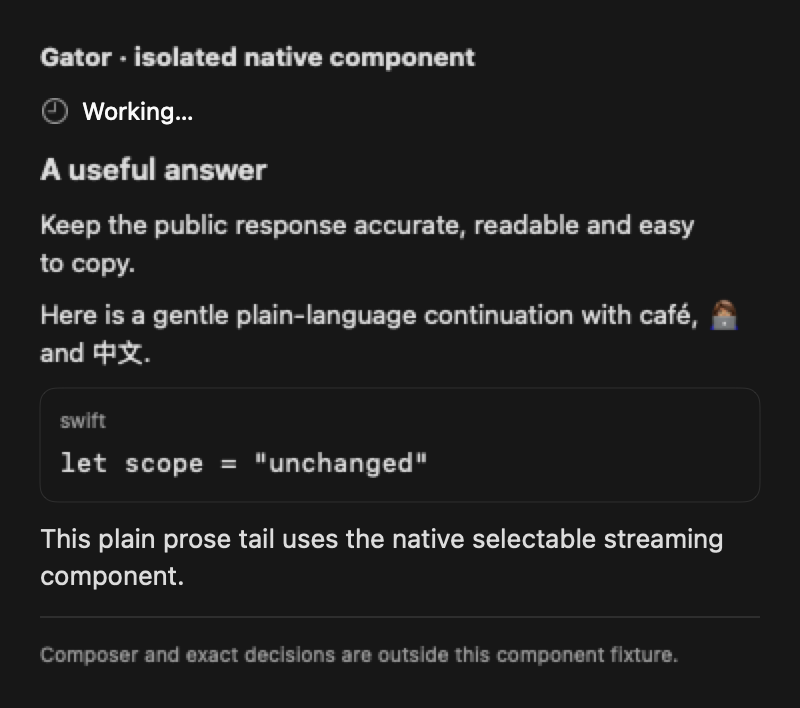 Gator · isolated native component
Working...
A useful answer
Keep the public response accurate, readable and easy
to copy.
Here is a gentle plain-language continuation with café, 👩🏽‍💻
and 中文.
swift
let scope = "unchanged"
This plain prose tail uses the native selectable streaming
component.
Composer and exact decisions are outside this component fixture.